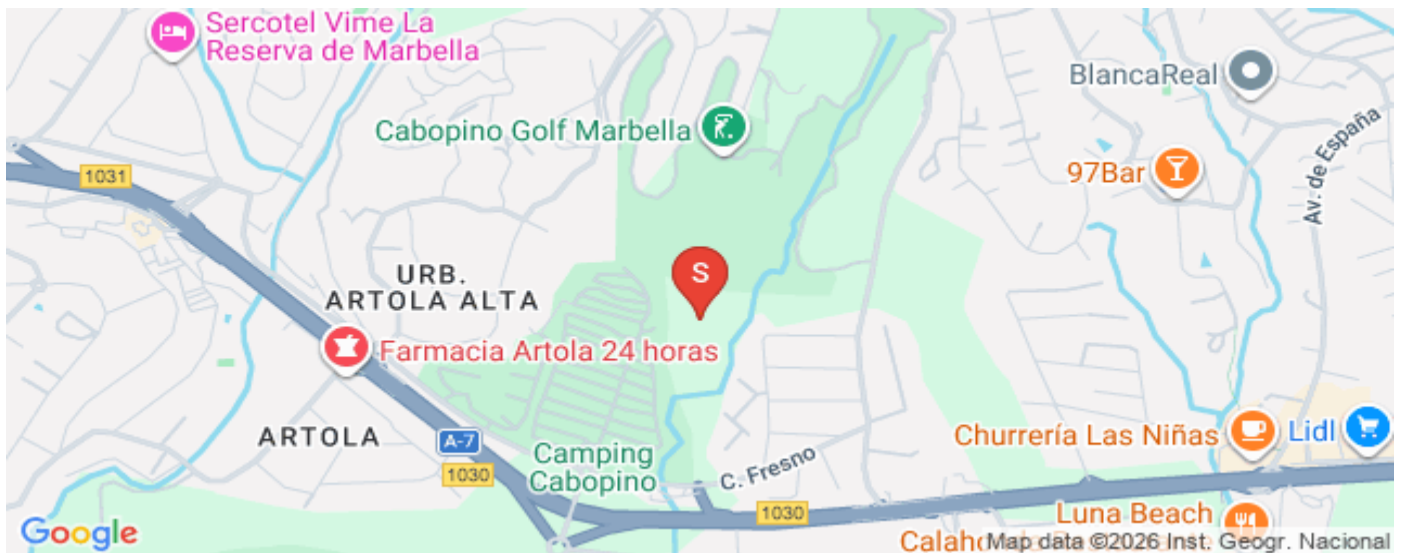 Sercotel Vime La
Reserva de Marbella
BlancaReal
Cabopino Golf Marbella
Av. de España
97Bar
1031
S
URB.
ARTOLA ALTA
Farmacia Artola 24 horas
ARTOLA
A-7
Churrería Las Niñas
Lidl
Camping
Cabopino
C. Fresno
1030
1030
Luna Beach
Google
Map data ©2026 Inst. Geogr. Nacional